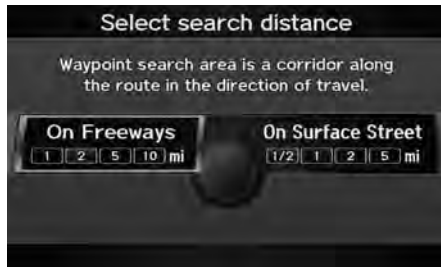 Select search distance
Waypoint search area is a corridor along
the route in the direction of travel.
On Freeways
1 2 5 10 mi
On Surface Street
1/2 1 2 5 mi